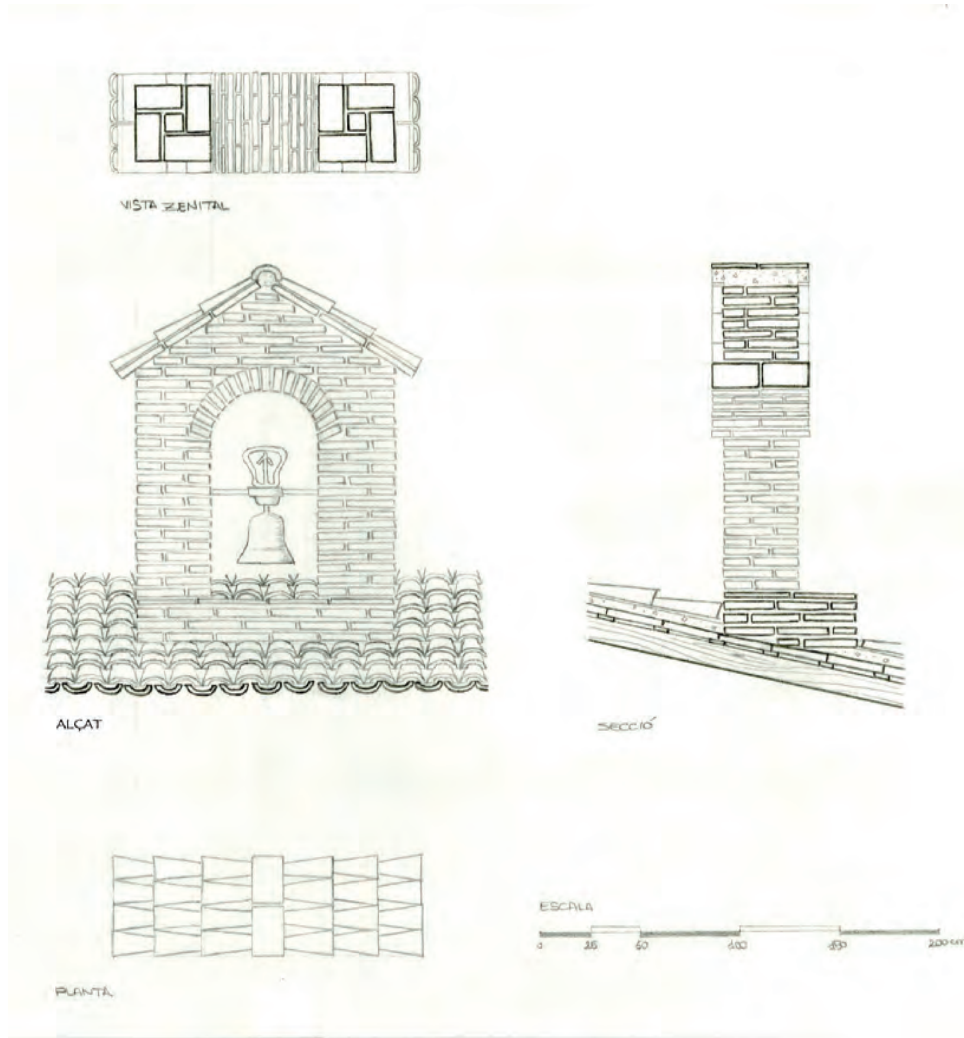 VISTA ZENITAL
ALÇAT
SECCIÓ
PLANTA
ESCALA
0 25 50 100 150 200 cm